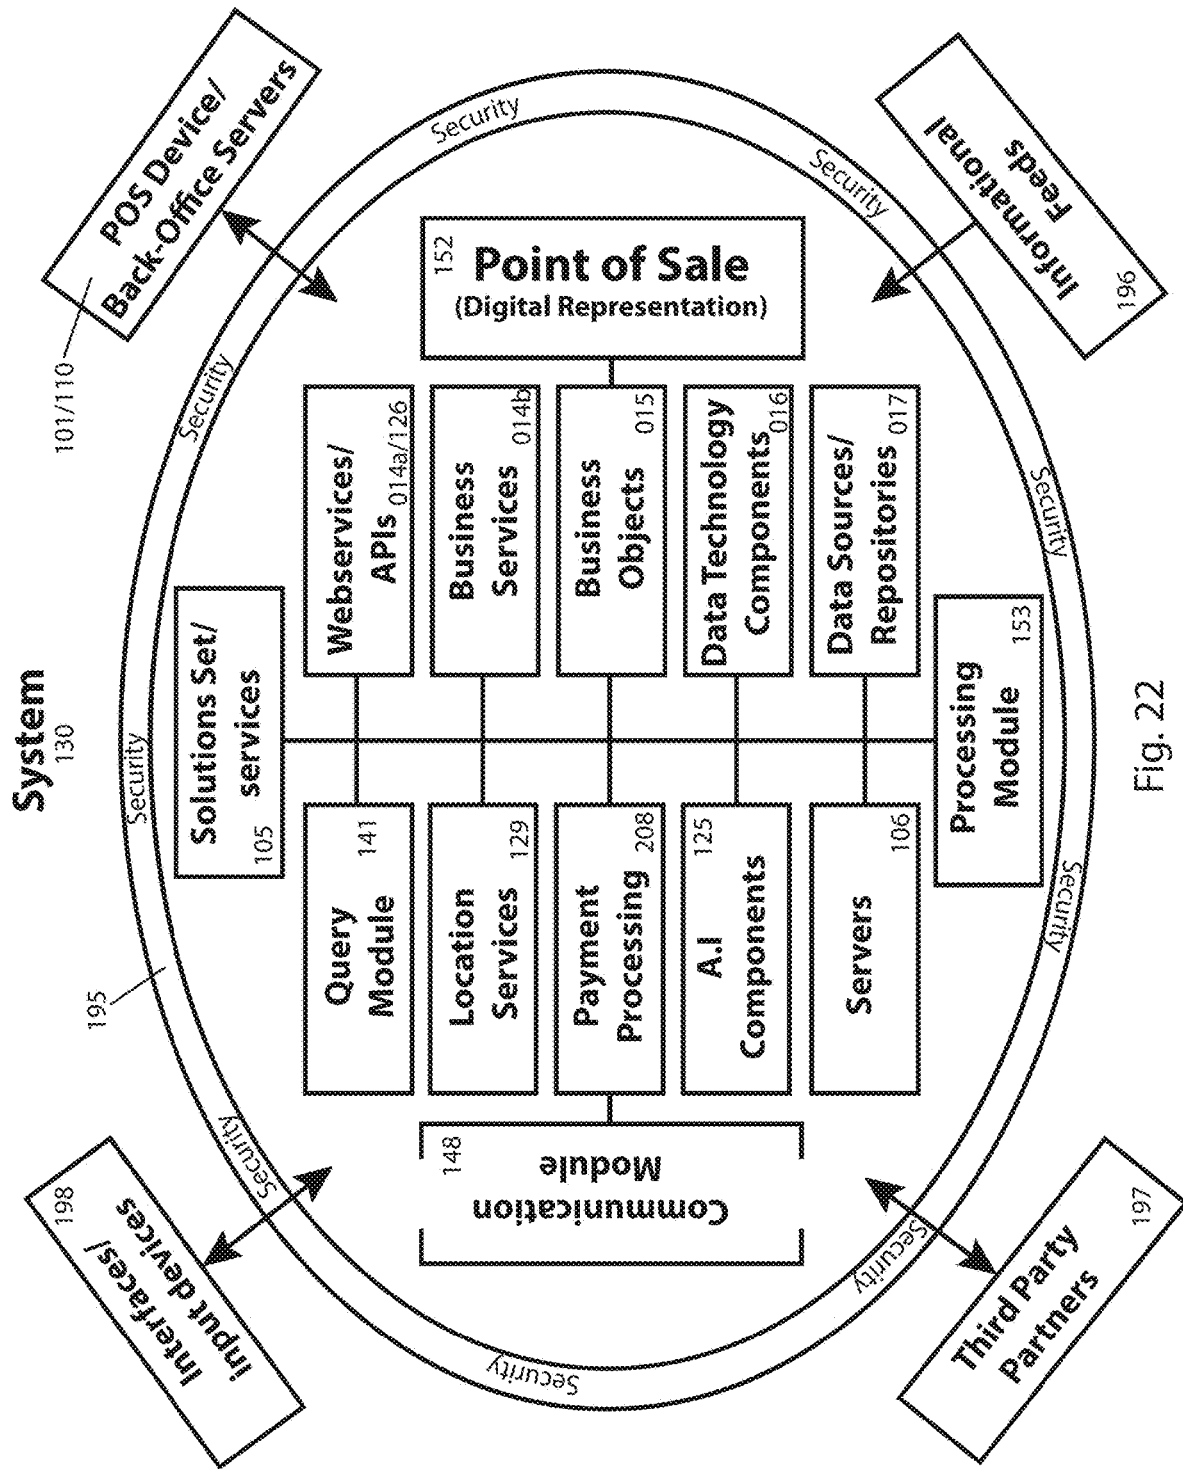 System
130
101/110
POS Device/
Back-Office Servers
195
198
Interfaces/
input devices
Security
Security
Security
Security
Security
Security
Security
Security
Security
Security
Solutions Set/
services
105
Query
Module
141
Webservices/
APIs
014a/126
Location
Services
129
Business
Services
014b
Communication
Module
148
Payment
Processing
208
Business
Objects
015
152
Point of Sale
(Digital Representation)
A.I
Components
125
Data Technology
Components
016
Servers
106
Data Sources/
Repositories
017
Processing
Module
153
Third Party
Partners
197
Informational
Feeds
196
Fig. 22